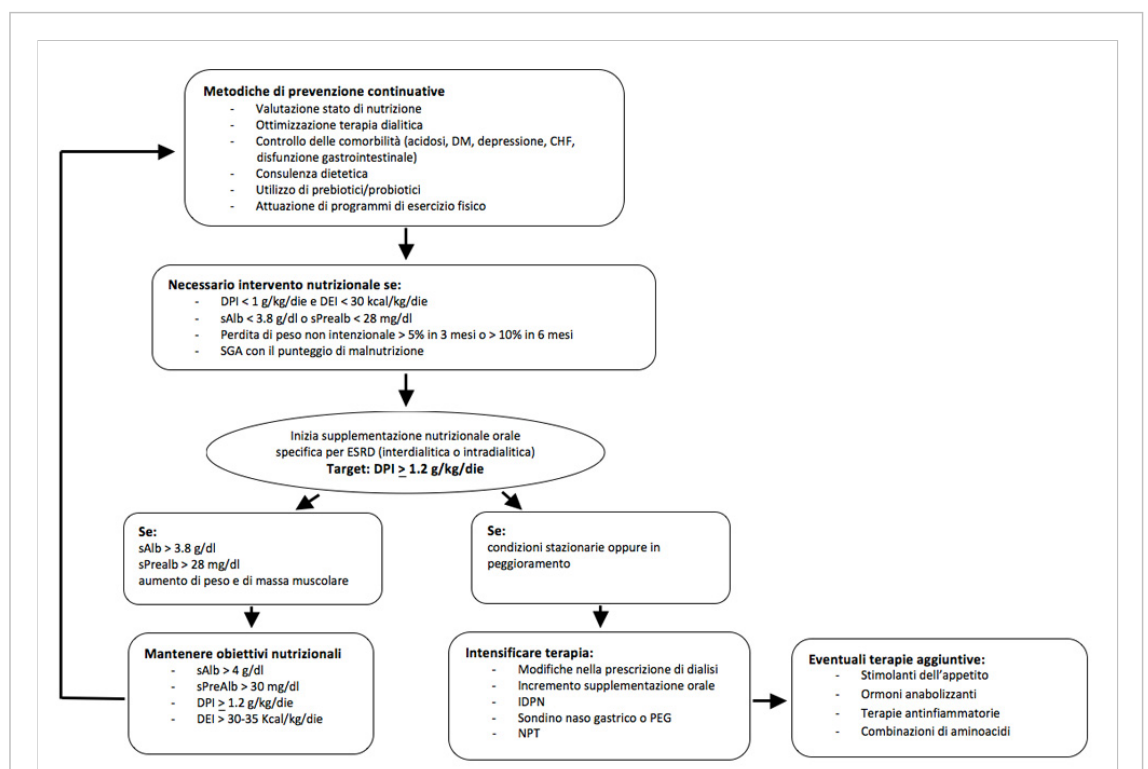 Metodiche di prevenzione continuative
- Valutazione stato di nutrizione
- Ottimizzazione terapia dialitica
- Controllo delle comorbilità (acidosi, DM, depressione, CHF,
disfunzione gastrointestinale)
- Consulenza dietetica
- Utilizzo di prebiotici/probiotici
- Attuazione di programmi di esercizio fisico
Necessario intervento nutrizionale se:
- DPI < 1 g/kg/die e DEI < 30 kcal/kg/die
- sAlb < 3.8 g/dl o sPrealb < 28 mg/dl
- Perdita di peso non intenzionale > 5% in 3 mesi o > 10% in 6 mesi
- SGA con il punteggio di malnutrizione
Inizia supplementazione nutrizionale orale
specifica per ESRD (interdialitica o intradialitica)
Target: DPI ≥ 1.2 g/kg/die
Se:
sAlb > 3.8 g/dl
sPrealb > 28 mg/dl
aumento di peso e di massa muscolare
Se:
condizioni stazionarie oppure in
peggioramento
Mantenere obiettivi nutrizionali
- sAlb > 4 g/dl
- sPreAlb > 30 mg/dl
- DPI ≥ 1.2 g/kg/die
- DEI > 30-35 Kcal/kg/die
Intensificare terapia:
- Modifiche nella prescrizione di dialisi
- Incremento supplementazione orale
- IDPN
- Sondino naso gastrico o PEG
- NPT
Eventuali terapie aggiuntive:
- Stimolanti dell'appetito
- Ormoni anabolizzanti
- Terapie antinfiammatorie
- Combinazioni di aminoacidi